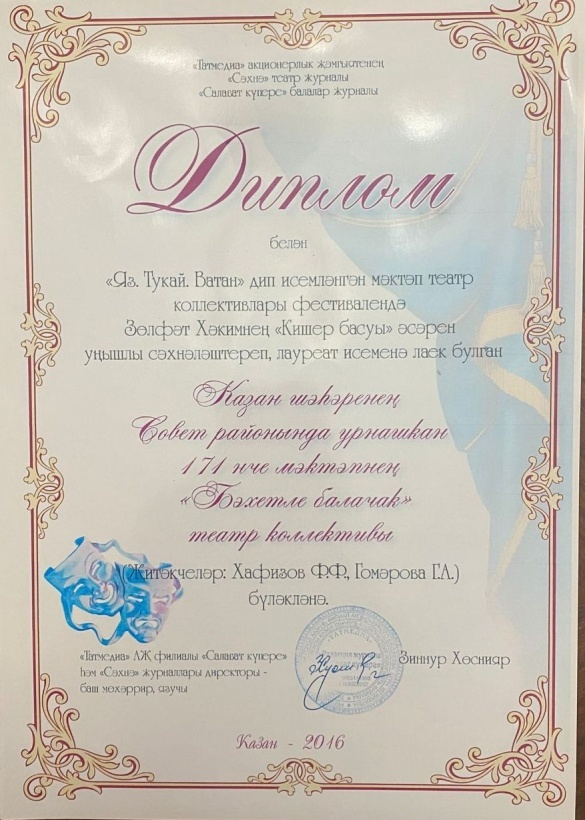 «Татмедиа» акционерлык җәмгыятенең
«Сәхнә» театр журналы
«Салават күпере» балалар журналы
Диплом
белән
«Яз. Тукай. Ватан» дип исемләнгән мәктәп театр
коллективлары фестивалендә
Зөлфәт Хәкимнең «Кишер басуы» әсәрен
уңышлы сәхнәләштереп, лауреат исеменә лаек булган
Казан шәһәренең
Совет районында урнашкан
171 нче мәктәпнең
«Бәхетле балачак»
театр коллективы
(Җитәкчеләр: Хафизов Ф.Ф, Гомәрова Г.А.)
бүләкләнә.
«Татмедиа» АҖ филиалы «Салават күпере»
һәм «Сәхнә» журналлары директоры -
баш мөхәррир, язучы
Зиннур Хөснияр
ТАТМЕДИА
Казан - 2016